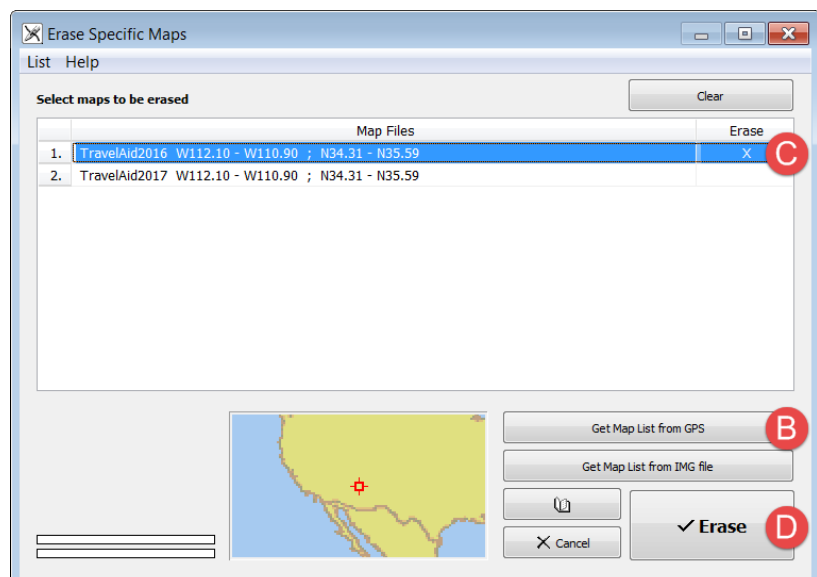 Erase Specific Maps
List Help
Select maps to be erased
Clear
Map Files Erase
1. TravelAid2016 W112.10 - W110.90 ; N34.31 - N35.59 X C
2. TravelAid2017 W112.10 - W110.90 ; N34.31 - N35.59
Get Map List from GPS B
Get Map List from IMG file
Erase D
Cancel